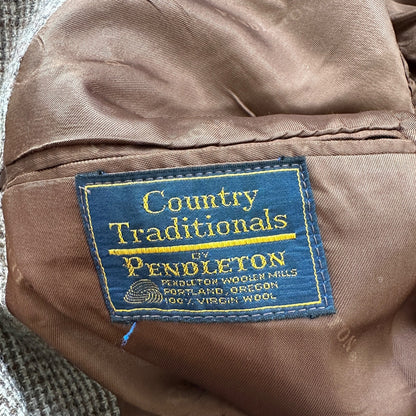 Country
Traditionals
BY
PENDLETON
PENDLETON WOOLEN MILLS
PORTLAND, OREGON
100% VIRGIN WOOL